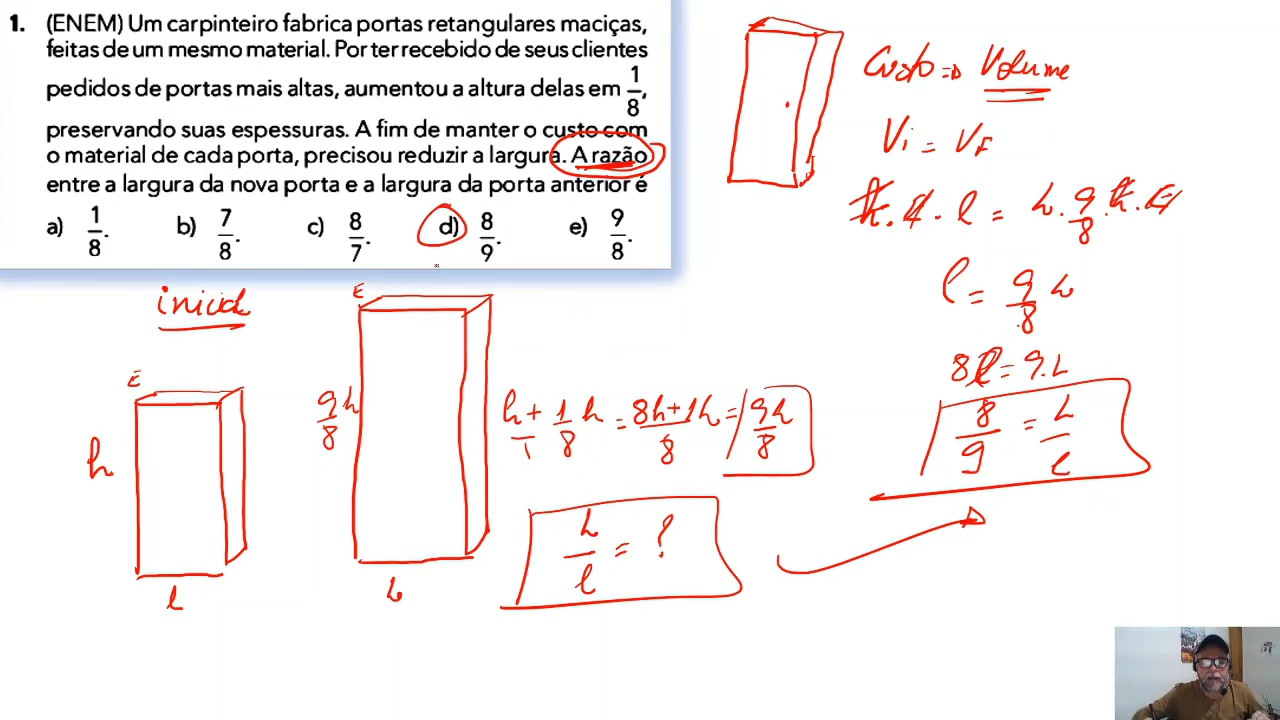 1. (ENEM) Um carpinteiro fabrica portas retangulares maciças,
feitas de um mesmo material. Por ter recebido de seus clientes
pedidos de portas mais altas, aumentou a altura delas em 1/8,
preservando suas espessuras. A fim de manter o custo com
o material de cada porta, precisou reduzir a largura. A razão
entre a largura da nova porta e a largura da porta anterior é
a) 1/8. b) 7/8. c) 8/7. d) 8/9. e) 9/8.
Custo => Volume
Vi = VF
h. E. l = L. 9/8. h. E
l = 9/8 L
8l = 9.L
8/9 = L/l
inicial
E
h
l
E
9/8 h
L
h/1 + 1/8 h = 8h+1h/8 = 9h/8
L/l = ?